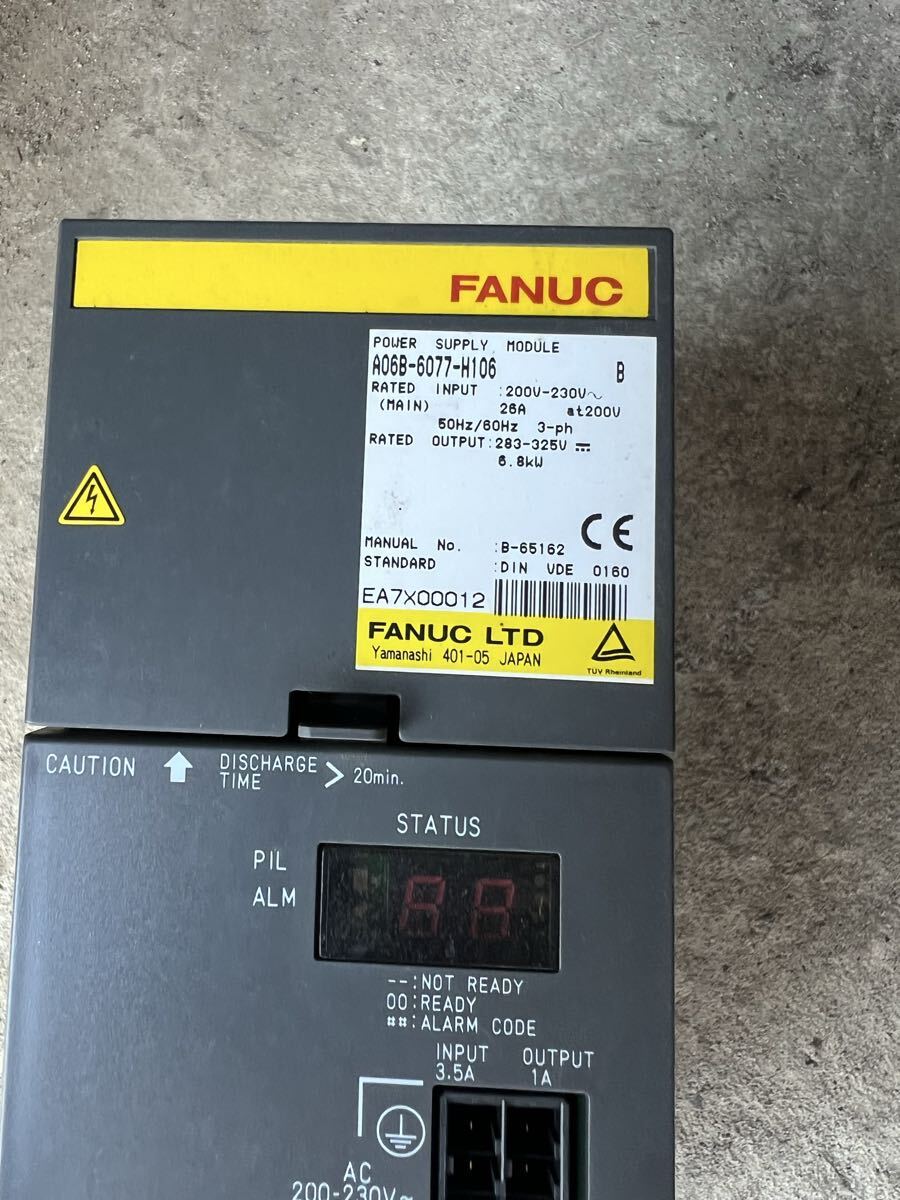 FANUC
POWER SUPPLY MODULE
A06B-6077-H106 B
RATED INPUT :200V-230V~
(MAIN) 26A at200V
50Hz/60Hz 3-ph
RATED OUTPUT:283-325V ⎓
6.8kW
MANUAL No. :B-65162
STANDARD :DIN VDE 0160
CE
EA7X00012
FANUC LTD
Yamanashi 401-05 JAPAN
TÜV Rheinland
CAUTION DISCHARGE TIME > 20min.
STATUS
PIL
ALM
--:NOT READY
00:READY
##:ALARM CODE
INPUT OUTPUT
3.5A 1A
AC
200-230V~